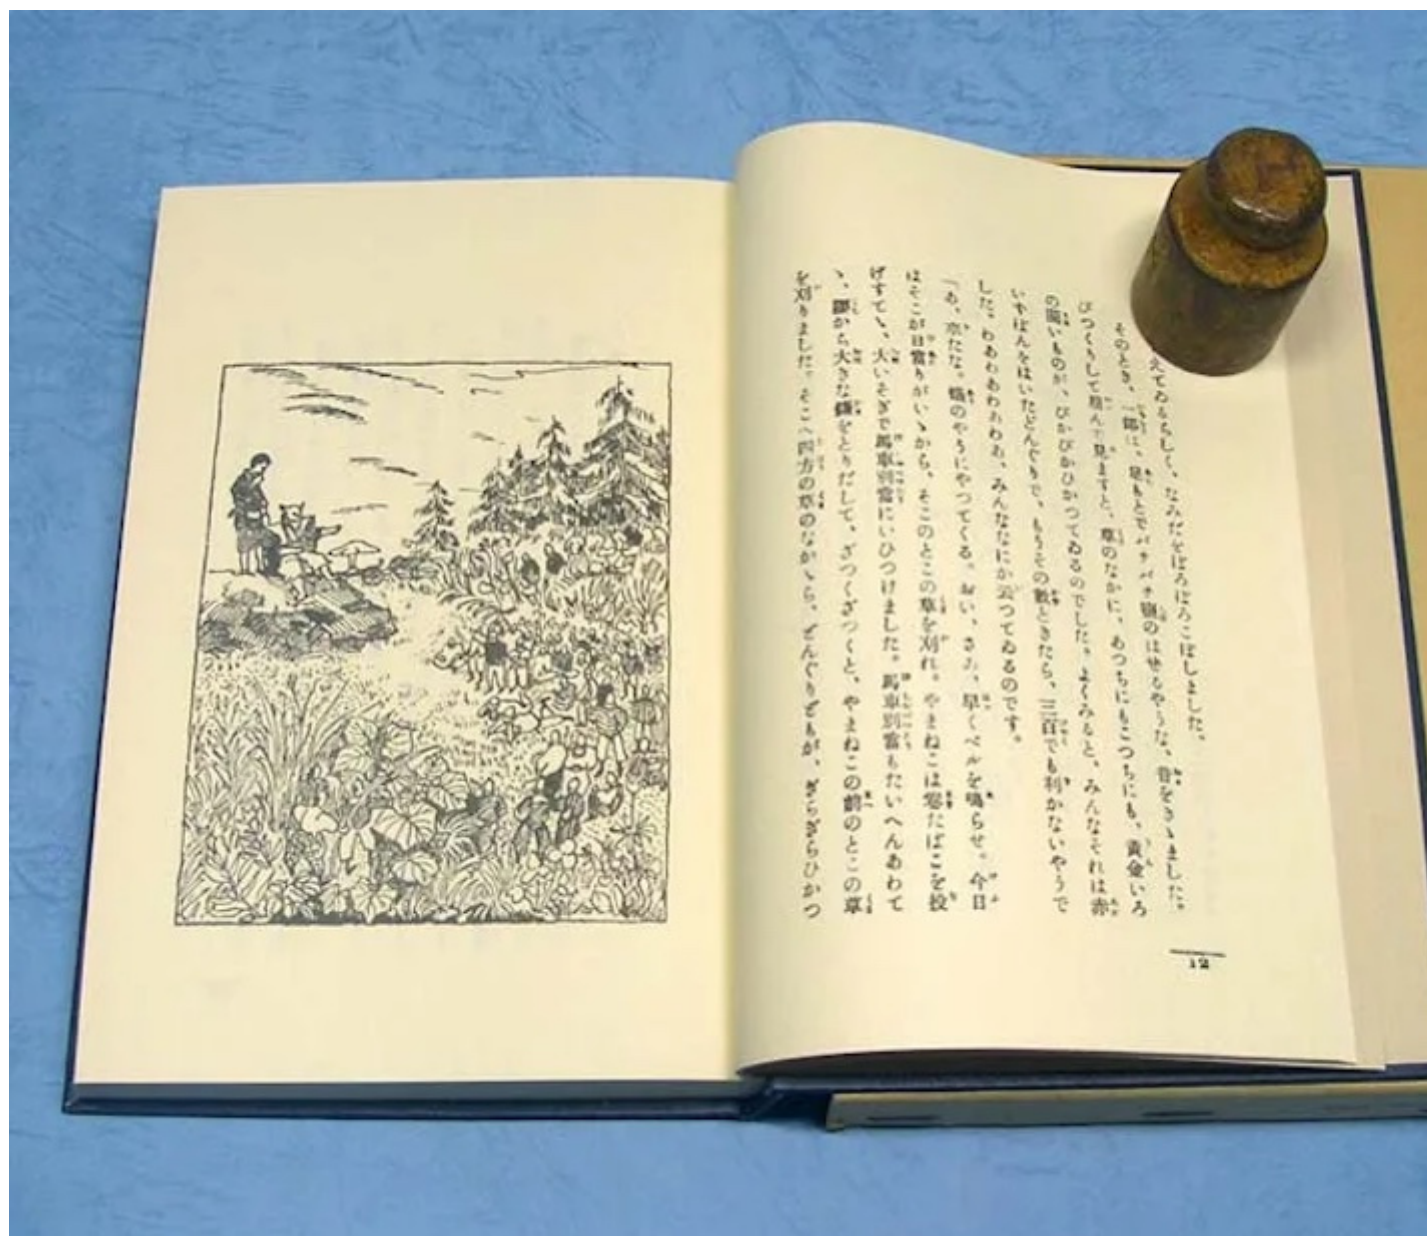 えてゐるらしく、なみだをぼろぼろこぼしました。
そのとき、一郎は、足もとでパチパチ塩のはぜるやうな、音をきゝました。
びつくりして屈んで見ますと、草のなかに、あつちにもこつちにも、黄金いろ
の円いものが、ぴかぴかひかつてゐるのでした。よくみると、みんなそれは赤
いずぼんをはいたどんぐりで、もうその数ときたら、三百でも利かないやうで
した。わあわあわあわあ、みんななにか云つてゐるのです。
「あ、来たな。蟻のやうにやつてくる。おい、さあ、早くベルを鳴らせ。今日
はそこが日當りがいゝから、そこのとこの草を刈れ。やまねこは巻たばこを投
げすてゝ、大いそぎで馬車別當にいひつけました。馬車別當もたいへんあわて
ゝ、腰から大きな鎌をとりだして、ざつくざつくと、やまねこの前のとこの草
を刈りました。そこへ四方の草のなかゝら、どんぐりどもが、ぎらぎらひかつ
12